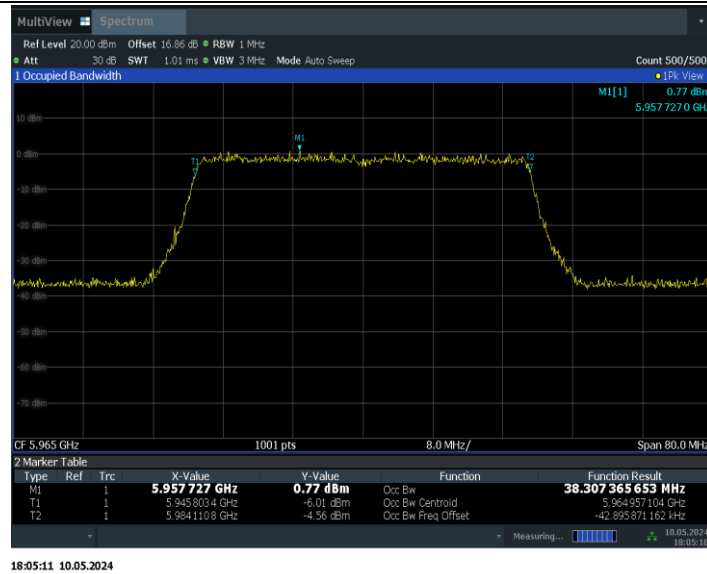 MultiView Spectrum
Ref Level 20.00 dBm Offset 16.86 dB RBW 1 MHz
Att 30 dB SWT 1.01 ms VBW 3 MHz Mode Auto Sweep Count 500/500
1 Occupied Bandwidth 1Pk View
M1[1] 0.77 dBm
5.957 727 0 GHz
10 dBm
M1
0 dBm
T1 T2
-10 dBm
-20 dBm
-30 dBm
-40 dBm
-50 dBm
-60 dBm
-70 dBm
CF 5.965 GHz 1001 pts 8.0 MHz/ Span 80.0 MHz
2 Marker Table
Type Ref Trc X-Value Y-Value Function Function Result
M1 1 5.957 727 GHz 0.77 dBm Occ Bw 38.307 365 653 MHz
T1 1 5.945 803 4 GHz -6.01 dBm Occ Bw Centroid 5.964 957 104 GHz
T2 1 5.984 110 8 GHz -4.56 dBm Occ Bw Freq Offset -42.895 871 162 kHz
Measuring... 10.05.2024
18:05:10
18:05:11 10.05.2024